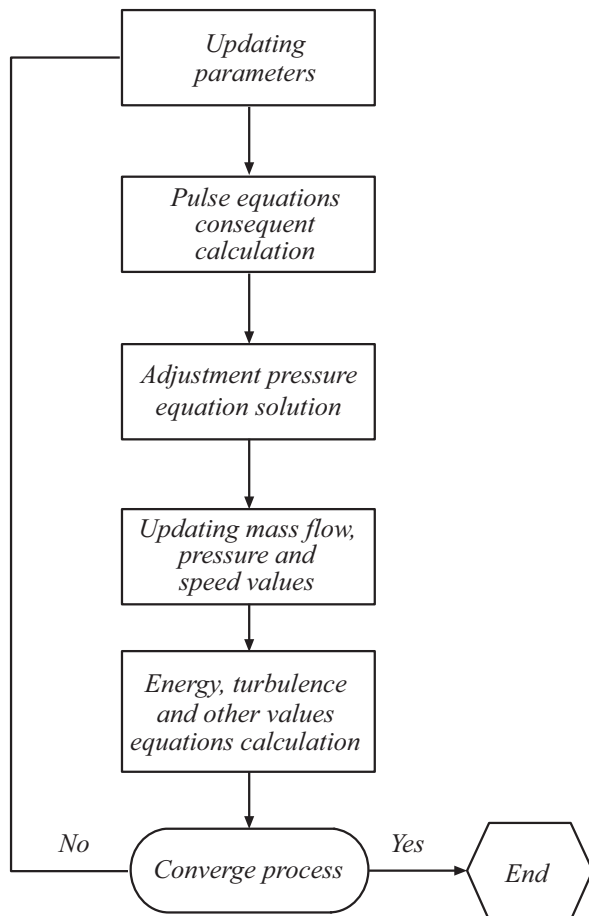 Updating
parameters
Pulse equations
consequent
calculation
Adjustment pressure
equation solution
Updating mass flow,
pressure and
speed values
Energy, turbulence
and other values
equations calculation
No
Converge process
Yes
End